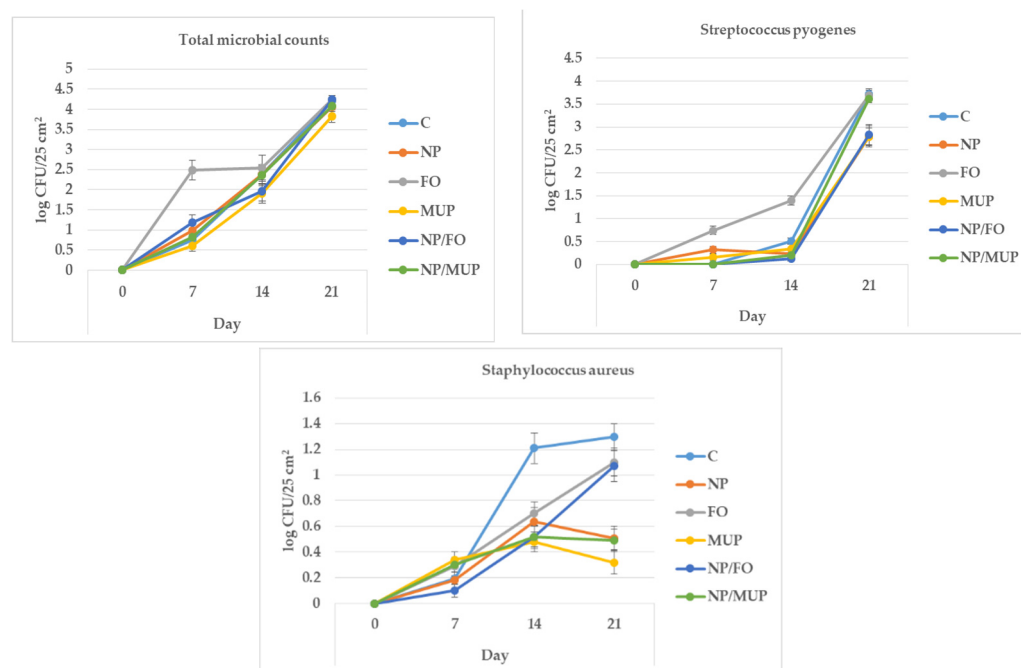 Total microbial counts
log CFU/25 cm²
5
4.5
4
3.5
3
2.5
2
1.5
1
0.5
0
0 7 14 21
Day
C
NP
FO
MUP
NP/FO
NP/MUP
Streptococcus pyogenes
log CFU/25 cm²
4.5
4
3.5
3
2.5
2
1.5
1
0.5
0
0 7 14 21
Day
C
NP
FO
MUP
NP/FO
NP/MUP
Staphylococcus aureus
log CFU/25 cm²
1.6
1.4
1.2
1
0.8
0.6
0.4
0.2
0
0 7 14 21
Day
C
NP
FO
MUP
NP/FO
NP/MUP